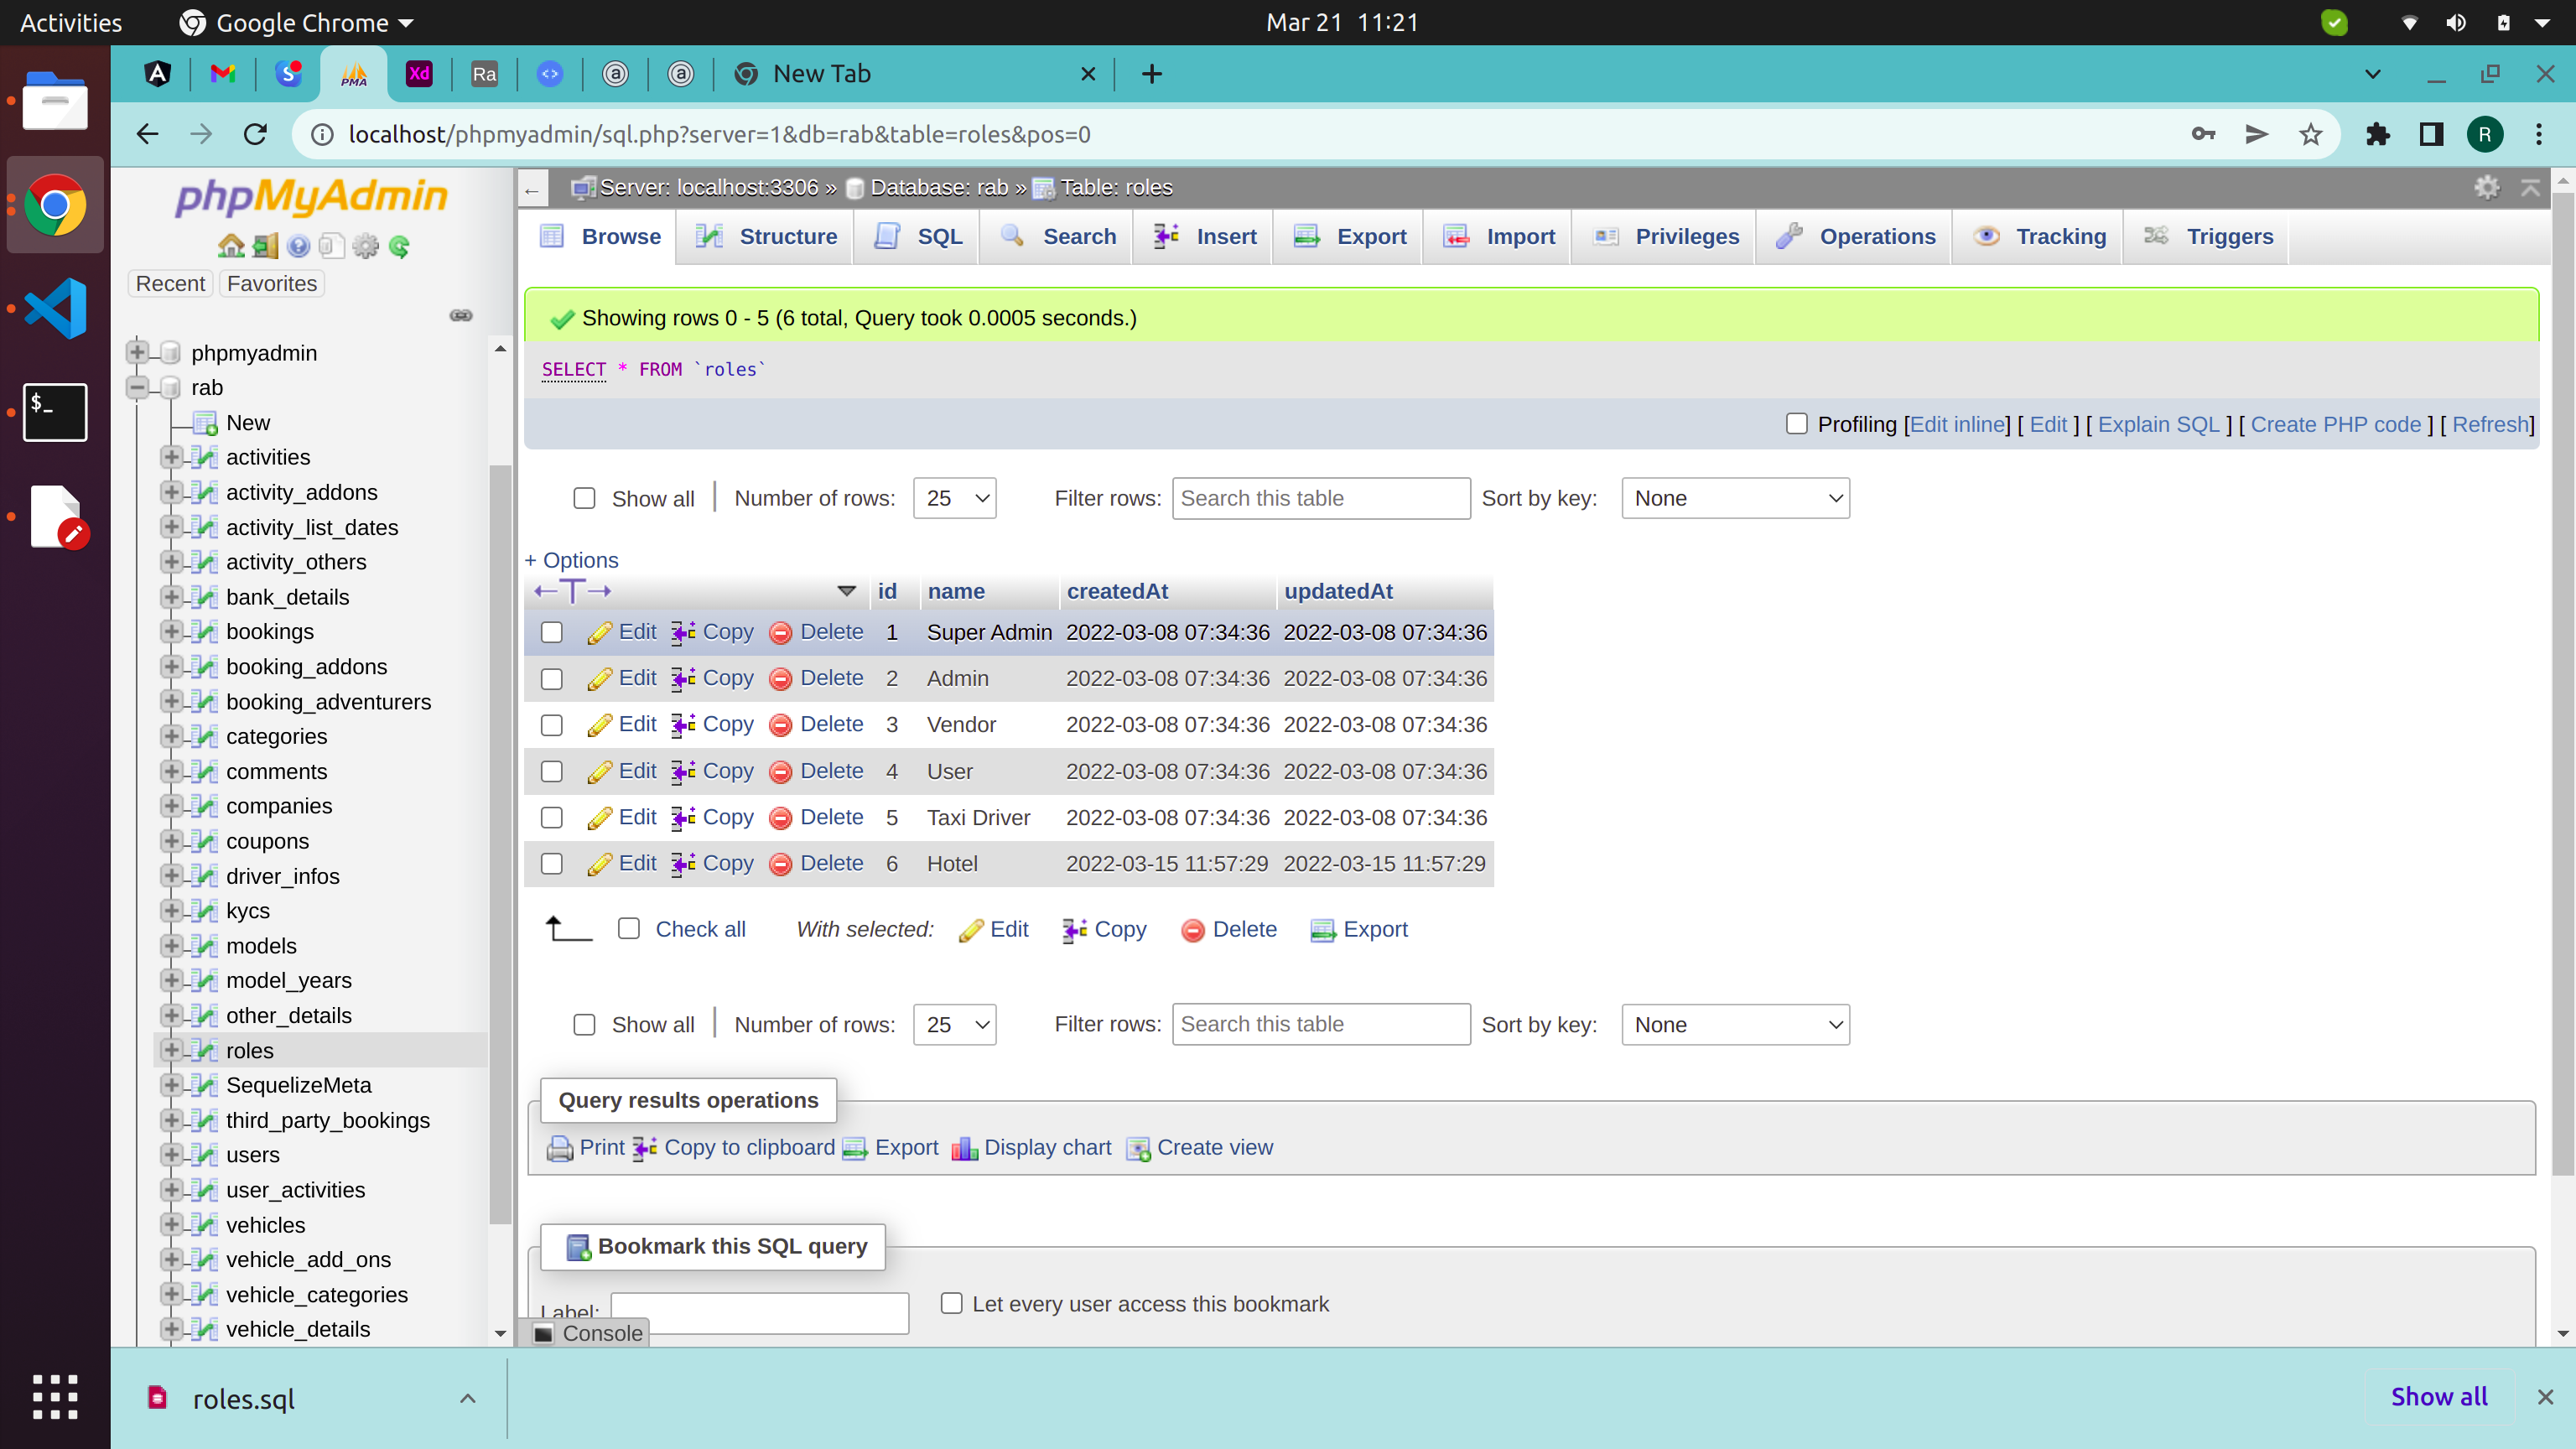 Activities Google Chrome Mar 21 11:21
New Tab
localhost/phpmyadmin/sql.php?server=1&db=rab&table=roles&pos=0
phpMyAdmin
Recent Favorites
phpmyadmin
rab
New
activities
activity_addons
activity_list_dates
activity_others
bank_details
bookings
booking_addons
booking_adventurers
categories
comments
companies
coupons
driver_infos
kycs
models
model_years
other_details
roles
SequelizeMeta
third_party_bookings
users
user_activities
vehicles
vehicle_add_ons
vehicle_categories
vehicle_details
Server: localhost:3306 » Database: rab » Table: roles
Browse Structure SQL Search Insert Export Import Privileges Operations Tracking Triggers
Showing rows 0 - 5 (6 total, Query took 0.0005 seconds.)
SELECT * FROM `roles`
Profiling [Edit inline] [ Edit ] [ Explain SQL ] [ Create PHP code ] [ Refresh]
Show all | Number of rows: 25 Filter rows: Search this table Sort by key: None
+ Options
←T→ id name createdAt updatedAt
Edit Copy Delete 1 Super Admin 2022-03-08 07:34:36 2022-03-08 07:34:36
Edit Copy Delete 2 Admin 2022-03-08 07:34:36 2022-03-08 07:34:36
Edit Copy Delete 3 Vendor 2022-03-08 07:34:36 2022-03-08 07:34:36
Edit Copy Delete 4 User 2022-03-08 07:34:36 2022-03-08 07:34:36
Edit Copy Delete 5 Taxi Driver 2022-03-08 07:34:36 2022-03-08 07:34:36
Edit Copy Delete 6 Hotel 2022-03-15 11:57:29 2022-03-15 11:57:29
Check all With selected: Edit Copy Delete Export
Show all | Number of rows: 25 Filter rows: Search this table Sort by key: None
Query results operations
Print Copy to clipboard Export Display chart Create view
Bookmark this SQL query
Label: Let every user access this bookmark
Console
roles.sql Show all
PMA
Xd
Ra
R
$_